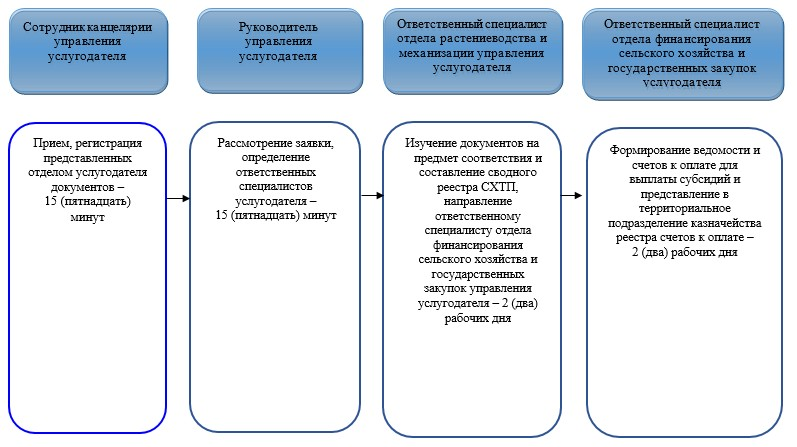 Сотрудник канцелярии
управления
услугодателя
Руководитель
управления
услугодателя
Ответственный специалист
отдела растениеводства и
механизации управления
услугодателя
Ответственный специалист
отдела финансирования
сельского хозяйства и
государственных закупок
услугодателя
Прием, регистрация
представленных
отделом услугодателя
документов –
15 (пятнадцать)
минут
Рассмотрение заявки,
определение
ответственных
специалистов
услугодателя –
15 (пятнадцать) минут
Изучение документов на
предмет соответствия и
составление сводного
реестра СХТП,
направление
ответственному
специалисту отдела
финансирования
сельского хозяйства и
государственных
закупок управления
услугодателя – 2 (два)
рабочих дня
Формирование ведомости и
счетов к оплате для
выплаты субсидий и
представление в
территориальное
подразделение казначейства
реестра счетов к оплате –
2 (два) рабочих дня